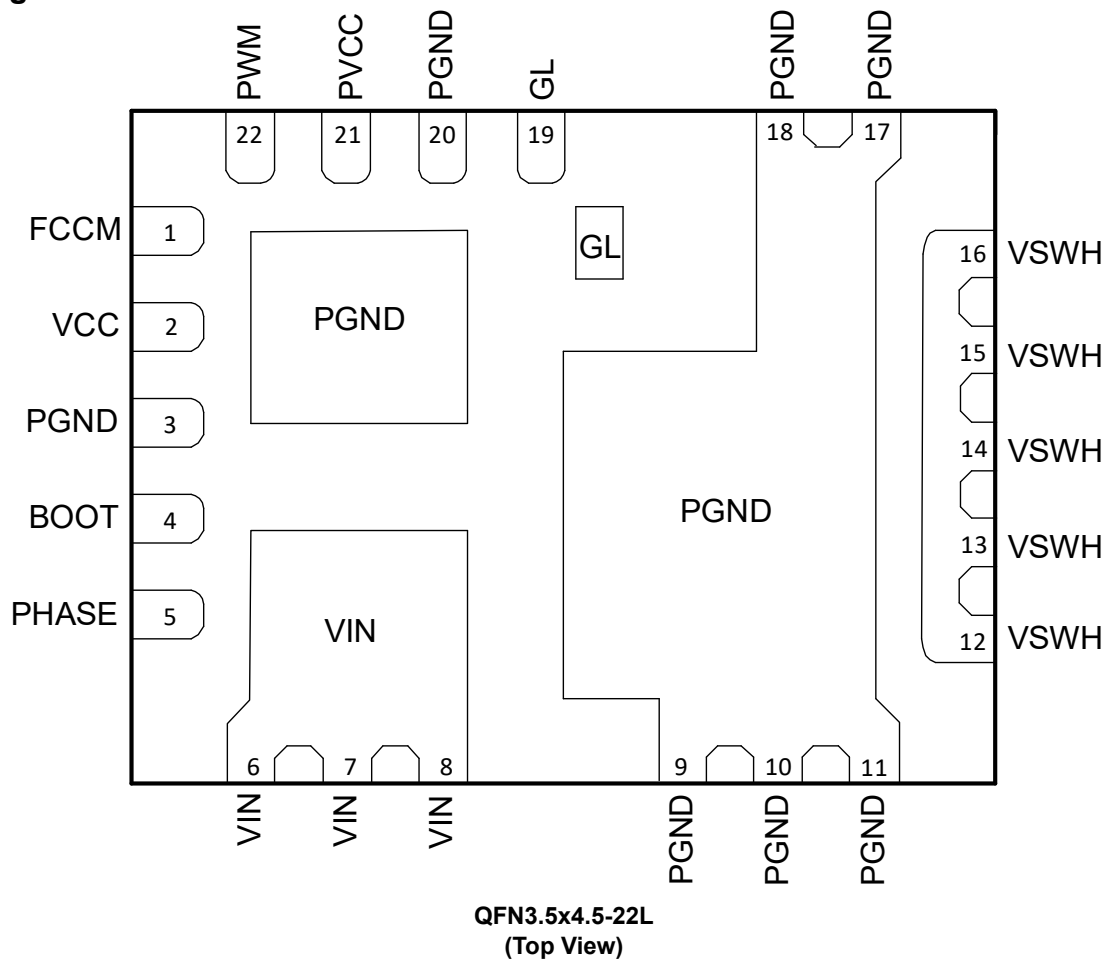 g
PWM
PVCC
PGND
GL
PGND
PGND
22
21
20
19
18
17
FCCM
1
VCC
2
PGND
3
BOOT
4
PHASE
5
PGND
GL
VIN
PGND
16
VSWH
15
VSWH
14
VSWH
13
VSWH
12
VSWH
6
7
8
9
10
11
VIN
VIN
VIN
PGND
PGND
PGND
QFN3.5x4.5-22L
(Top View)